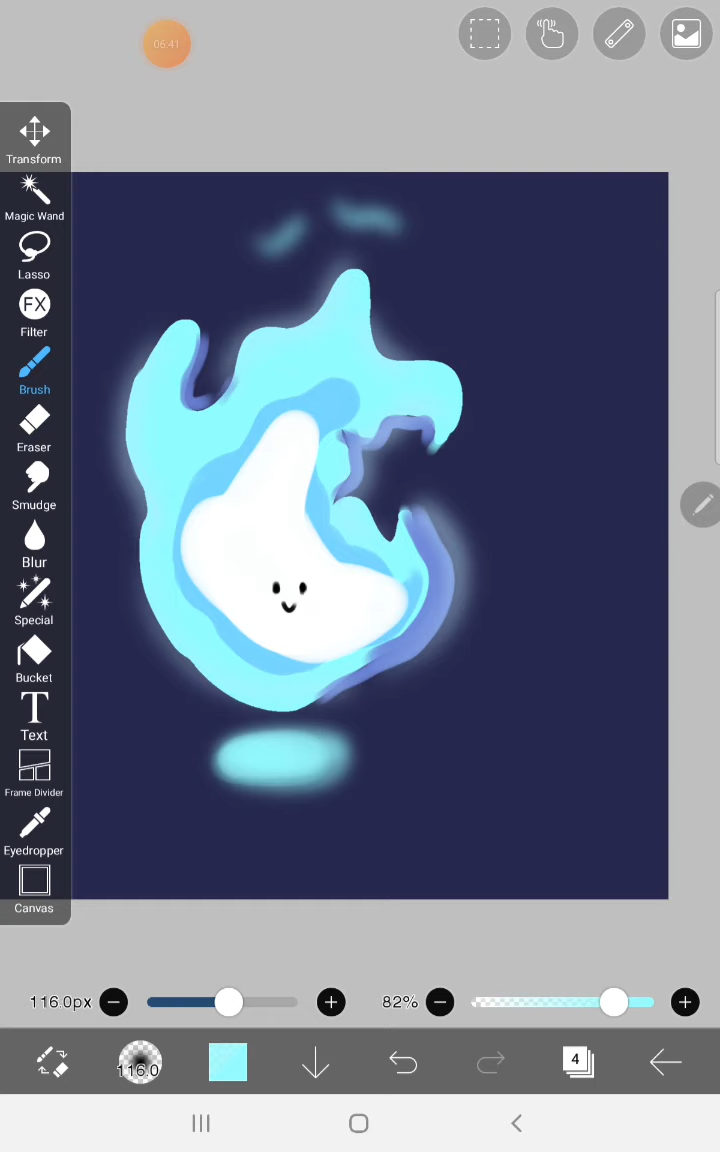 06:41
Transform
Magic Wand
Lasso
FX
Filter
Brush
Eraser
Smudge
Blur
Special
Bucket
T
Text
Frame Divider
Eyedropper
Canvas
116.0px
82%
116.0
4